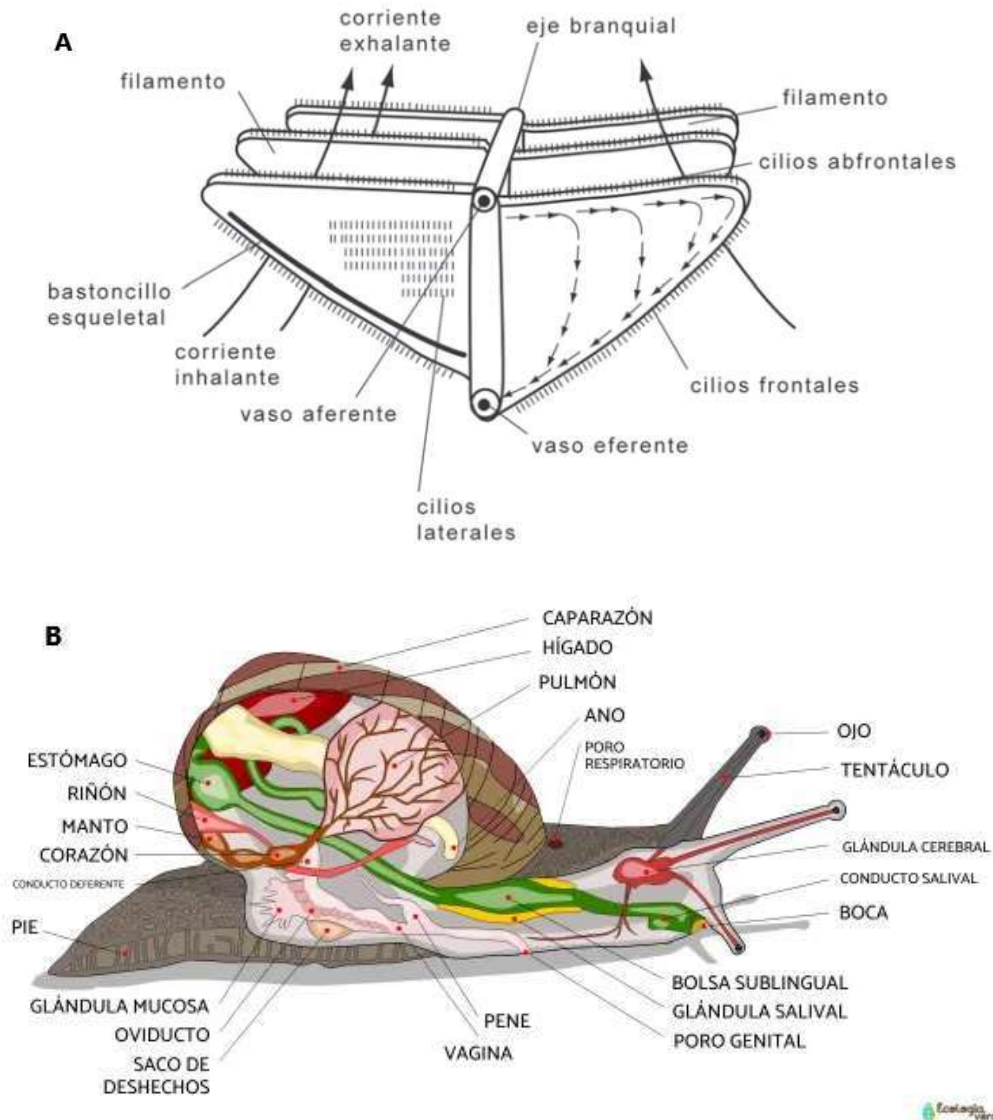 A
corriente
exhalante
eje branquial
filamento
filamento
cilios abfrontales
bastoncillo
esqueletal
corriente
inhalante
cilios frontales
vaso aferente
vaso eferente
cilios
laterales
B
CAPARAZÓN
HÍGADO
PULMÓN
ANO
PORO
RESPIRATORIO
OJO
TENTÁCULO
ESTÓMAGO
RIÑÓN
MANTO
CORAZÓN
CONDUCTO DEFERENTE
PIE
GLÁNDULA CEREBRAL
CONDUCTO SALIVAL
BOCA
GLÁNDULA MUCOSA
OVIDUCTO
SACO DE
DESHECHOS
PENE
VAGINA
BOLSA SUBLINGUAL
GLÁNDULA SALIVAL
PORO GENITAL
Ecología